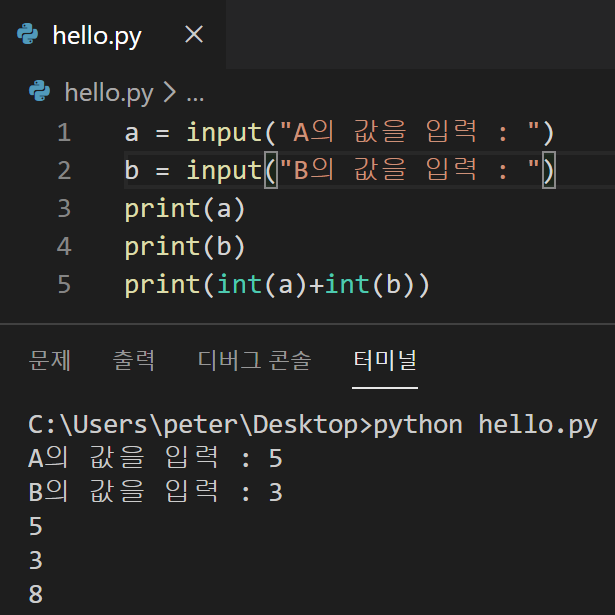 hello.py ×
hello.py > ...
1 a = input("A의 값을 입력 : ")
2 b = input("B의 값을 입력 : ")
3 print(a)
4 print(b)
5 print(int(a)+int(b))
문제 출력 디버그 콘솔 터미널
C:\Users\peter\Desktop>python hello.py
A의 값을 입력 : 5
B의 값을 입력 : 3
5
3
8